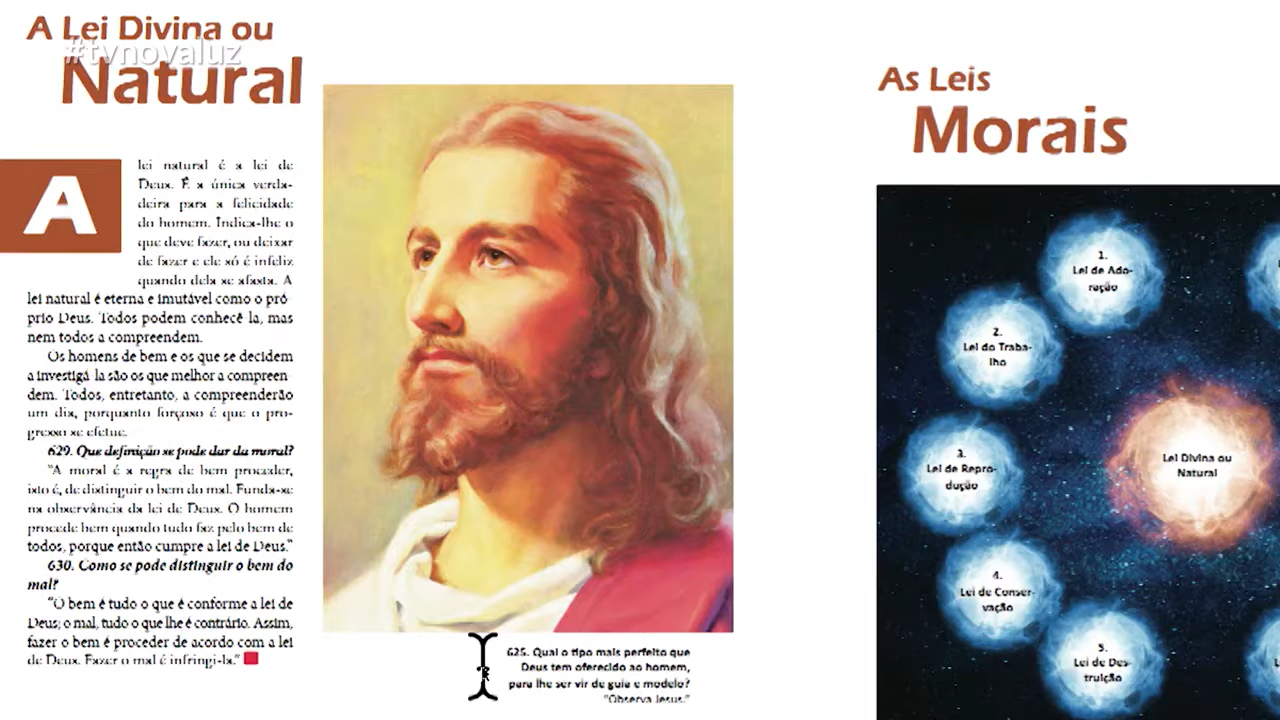 A Lei Divina ou
#tvnovaluz
Natural
A
lei natural é a lei de
Deus. É a única verda-
deira para a felicidade
do homem. Indica-lhe o
que deve fazer, ou deixar
de fazer e ele só é infeliz
quando dela se afasta. A
lei natural é eterna e imutável como o pró-
prio Deus. Todos podem conhecê-la, mas
nem todos a compreendem.
Os homens de bem e os que se decidem
a investigá-la são os que melhor a compreen-
dem. Todos, entretanto, a compreenderão
um dia, porquanto forçoso é que o pro-
gresso se efetue.
629. Que definição se pode dar da moral?
"A moral é a regra de bem proceder,
isto é, de distinguir o bem do mal. Funda-se
na observância da lei de Deus. O homem
procede bem quando tudo faz pelo bem de
todos, porque então cumpre a lei de Deus."
630. Como se pode distinguir o bem do
mal?
"O bem é tudo o que é conforme a lei de
Deus; o mal, tudo o que lhe é contrário. Assim,
fazer o bem é proceder de acordo com a lei
de Deus. Fazer o mal é infringi-la."
625. Qual o tipo mais perfeito que
Deus tem oferecido ao homem,
para lhe ser vir de guia e modelo?
"Observa Jesus."
As Leis
Morais
1.
Lei de Ado-
ração
2.
Lei do Traba-
lho
3.
Lei de Repro-
dução
Lei Divina ou
Natural
4.
Lei de Conser-
vação
5.
Lei de Des-
truição